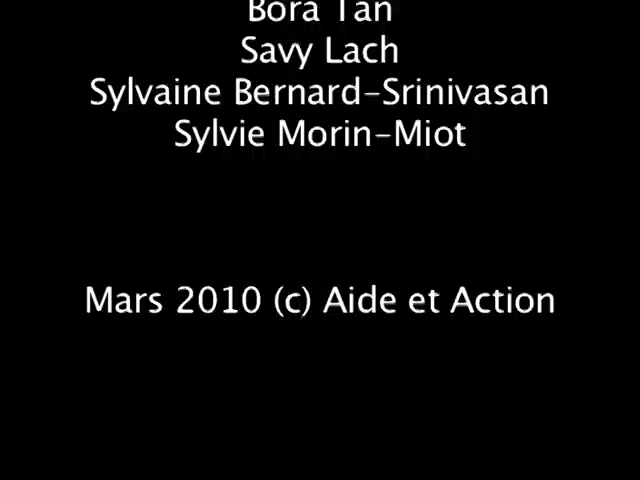 Bora Tan
Savy Lach
Sylvaine Bernard-Srinivasan
Sylvie Morin-Miot
Mars 2010 (c) Aide et Action